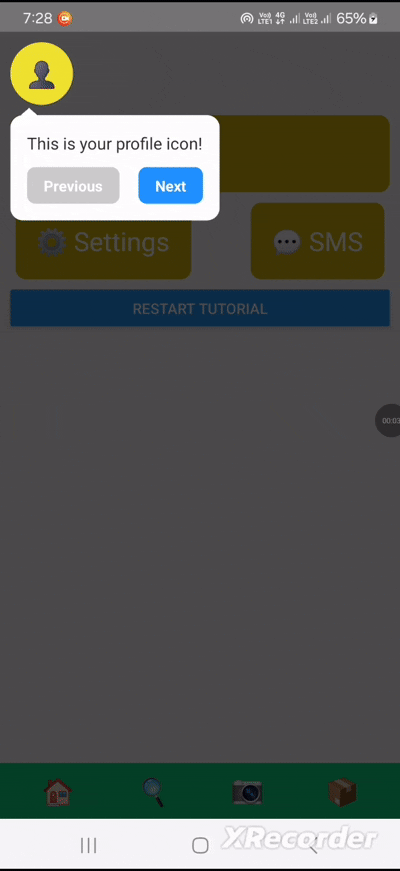 7:28
Vo))
LTE1
4G
Vo))
LTE2
65%
This is your profile icon!
Previous
Next
Settings
SMS
RESTART TUTORIAL
00:03
XRecorder